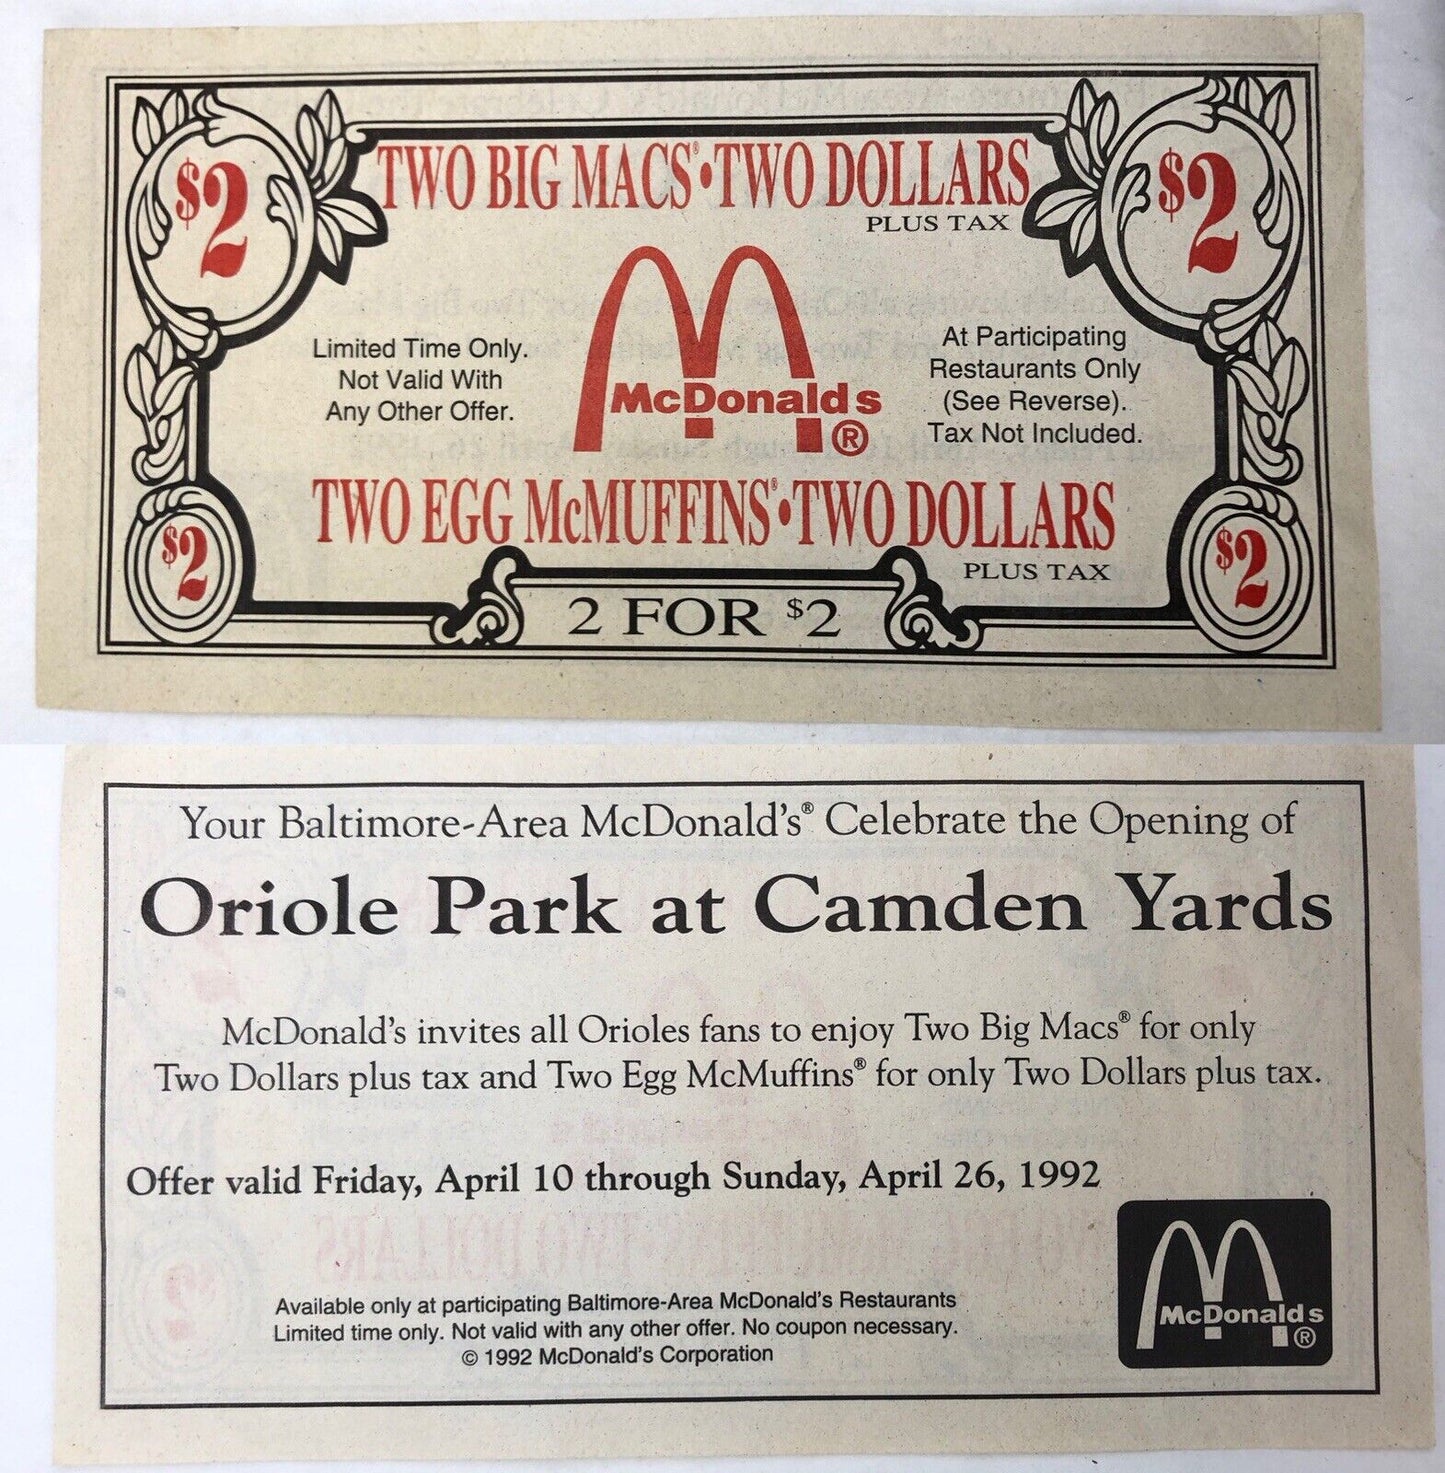 $2
TWO BIG MACS®•TWO DOLLARS
PLUS TAX
$2
Limited Time Only.
Not Valid With
Any Other Offer.
McDonald's
®
At Participating
Restaurants Only
(See Reverse).
Tax Not Included.
TWO EGG McMUFFINS®•TWO DOLLARS
PLUS TAX
$2
2 FOR $2
$2
Your Baltimore-Area McDonald's® Celebrate the Opening of
Oriole Park at Camden Yards
McDonald's invites all Orioles fans to enjoy Two Big Macs® for only
Two Dollars plus tax and Two Egg McMuffins® for only Two Dollars plus tax.
Offer valid Friday, April 10 through Sunday, April 26, 1992
Available only at participating Baltimore-Area McDonald's Restaurants
Limited time only. Not valid with any other offer. No coupon necessary.
© 1992 McDonald's Corporation
McDonald's
®